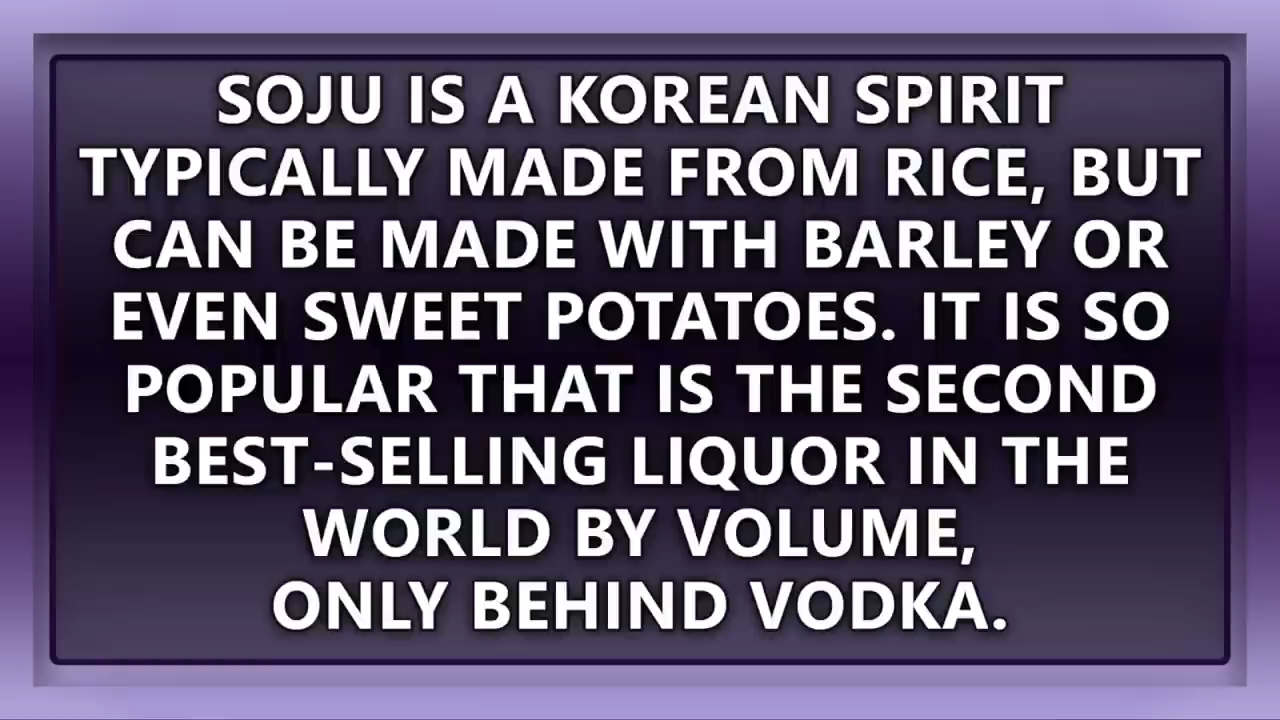 SOJU IS A KOREAN SPIRIT
TYPICALLY MADE FROM RICE, BUT
CAN BE MADE WITH BARLEY OR
EVEN SWEET POTATOES. IT IS SO
POPULAR THAT IS THE SECOND
BEST-SELLING LIQUOR IN THE
WORLD BY VOLUME,
ONLY BEHIND VODKA.